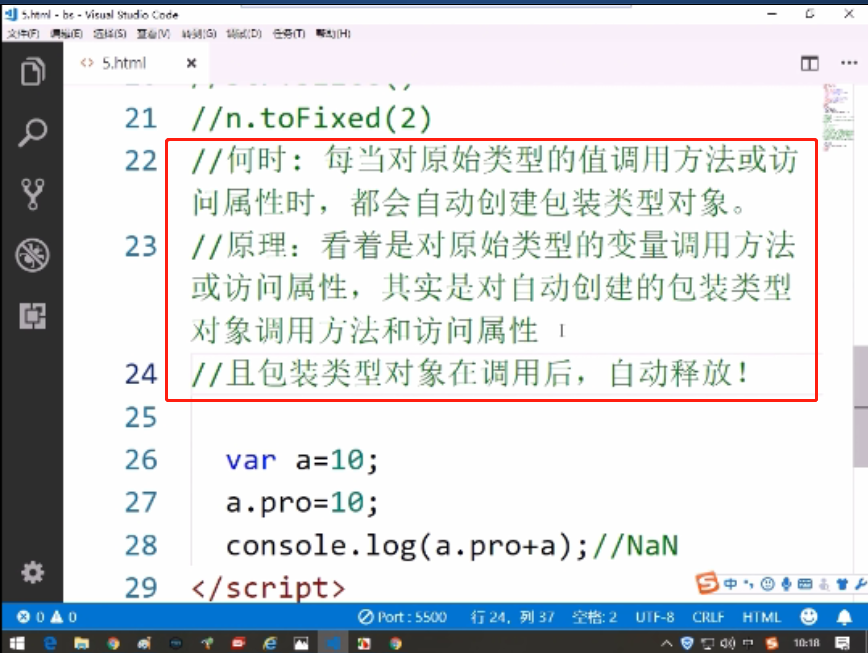 5.html - bs - Visual Studio Code
文件(F) 编辑(E) 选择(S) 查看(V) 转到(G) 调试(D) 任务(T) 帮助(H)
<> 5.html ×
21 //n.toFixed(2)
22 //何时：每当对原始类型的值调用方法或访
问属性时，都会自动创建包装类型对象。
23 //原理：看着是对原始类型的变量调用方法
或访问属性，其实是对自动创建的包装类型
对象调用方法和访问属性
24 //且包装类型对象在调用后，自动释放！
25
26 var a=10;
27 a.pro=10;
28 console.log(a.pro+a);//NaN
29 </script>
中
0 0 Port : 5500 行 24，列 37 空格: 2 UTF-8 CRLF HTML
10:18